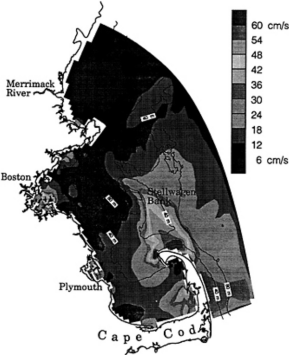 60 cm/s
54
48
42
36
30
24
18
12
6 cm/s
Merrimack
River
Boston
Stellwagen
Bank
Plymouth
Cape Cod